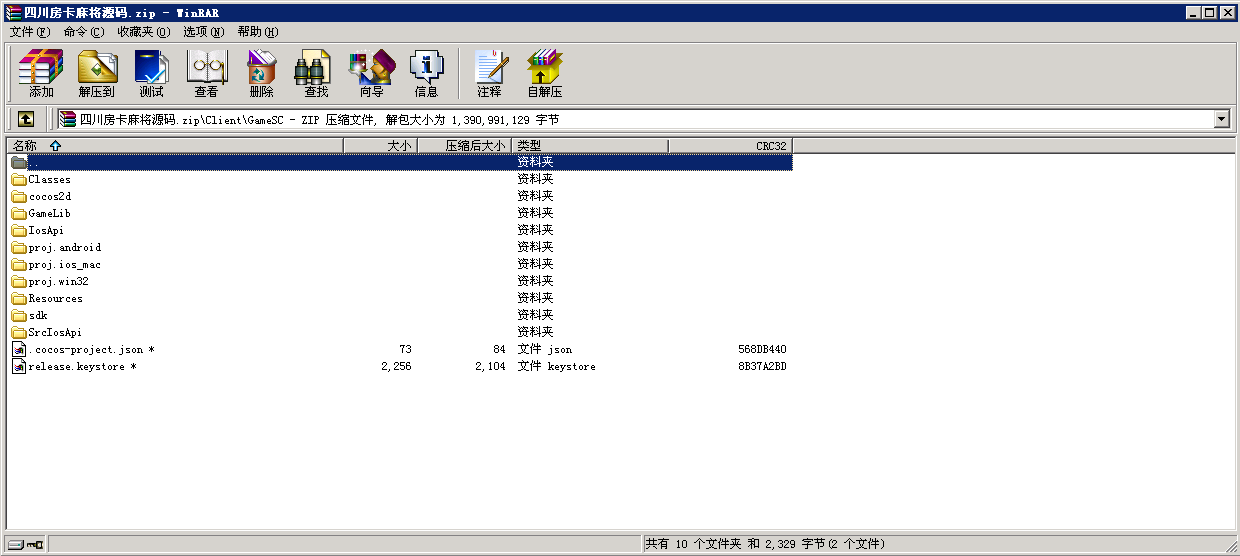 四川房卡麻将源码.zip - WinRAR
文件(F) 命令(C) 收藏夹(O) 选项(N) 帮助(H)
添加 解压到 测试 查看 删除 查找 向导 信息 注释 自解压
四川房卡麻将源码.zip\Client\GameSC - ZIP 压缩文件, 解包大小为 1,390,991,129 字节
名称 大小 压缩后大小 类型 CRC32
.. 资料夹
Classes 资料夹
cocos2d 资料夹
GameLib 资料夹
IosApi 资料夹
proj.android 资料夹
proj.ios_mac 资料夹
proj.win32 资料夹
Resources 资料夹
sdk 资料夹
SrcIosApi 资料夹
.cocos-project.json * 73 84 文件 json 568DB440
release.keystore * 2,256 2,104 文件 keystore 8B37A2BD
共有 10 个文件夹 和 2,329 字节(2 个文件)